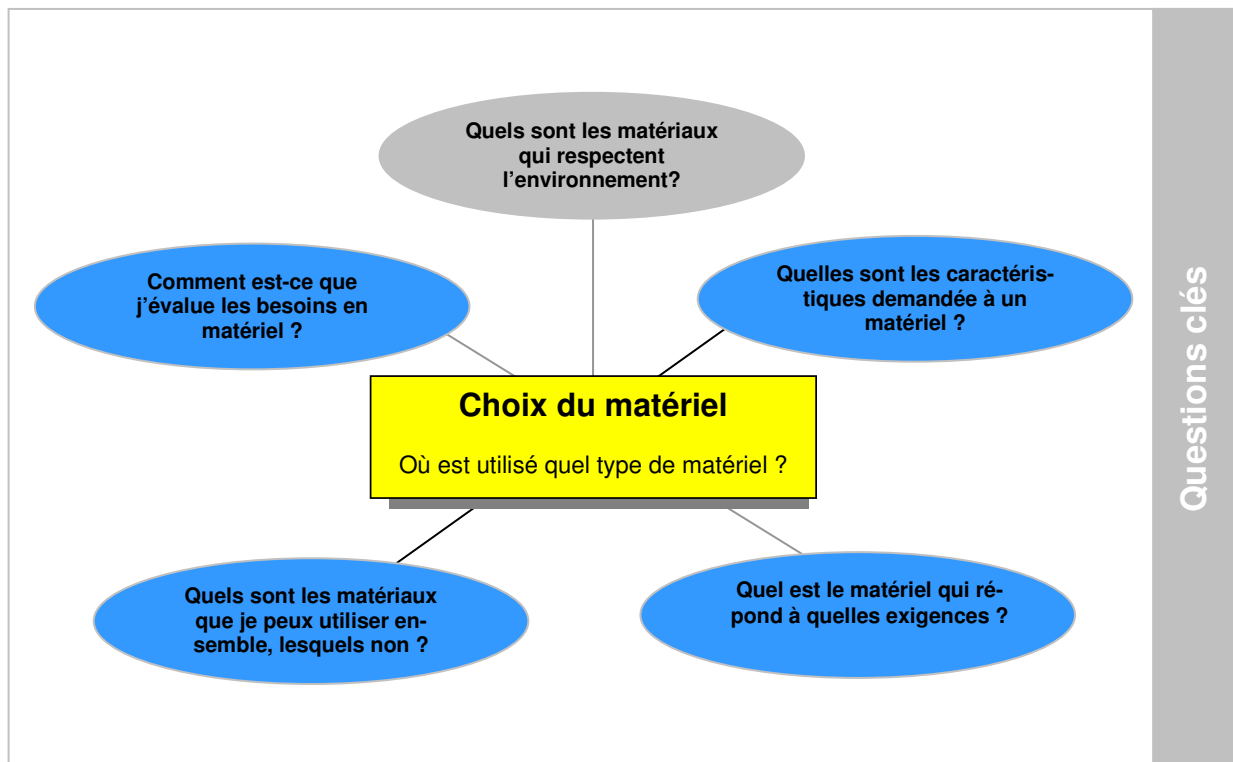 Quels sont les matériaux
qui respectent
l'environnement?
Comment est-ce que
j'évalue les besoins en
matériel ?
Quelles sont les caractéris-
tiques demandée à un
matériel ?
Choix du matériel
Où est utilisé quel type de matériel ?
Quels sont les matériaux
que je peux utiliser en-
semble, lesquels non ?
Quel est le matériel qui ré-
pond à quelles exigences ?
Questions clés